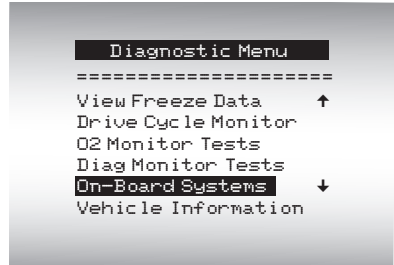 Diagnostic Menu
=====================
View Freeze Data ↑
Drive Cycle Monitor
O2 Monitor Tests
Diag Monitor Tests
On-Board Systems ↓
Vehicle Information